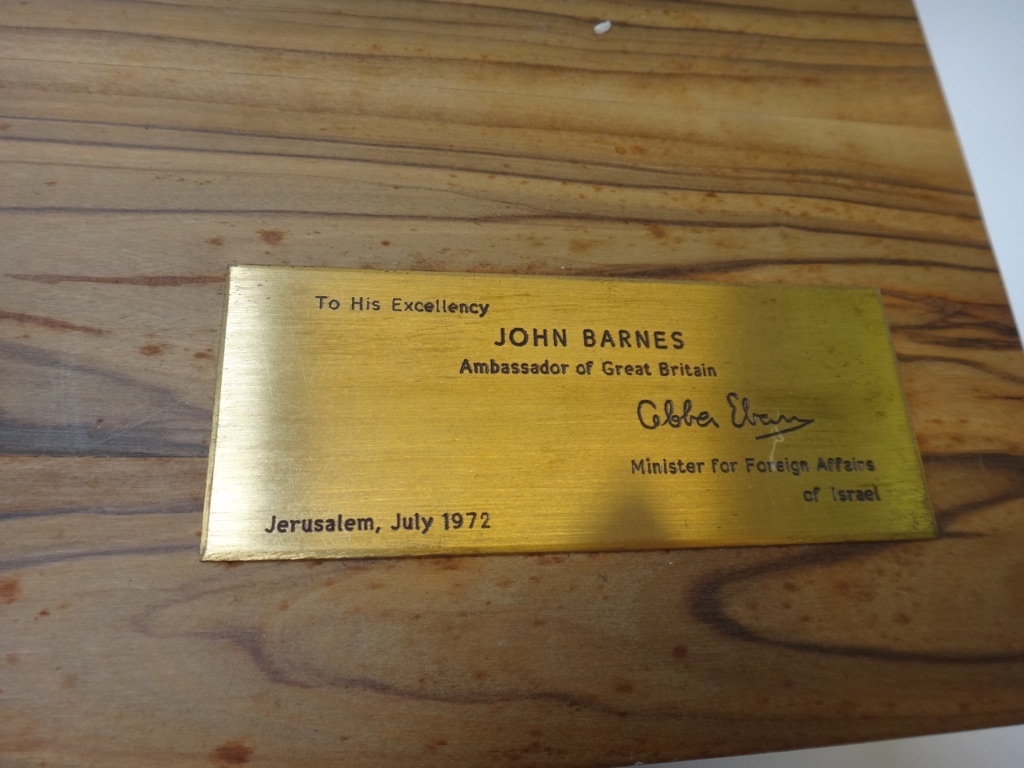 To His Excellency
JOHN BARNES
Ambassador of Great Britain
Abba Eban
Minister for Foreign Affairs
of Israel
Jerusalem, July 1972